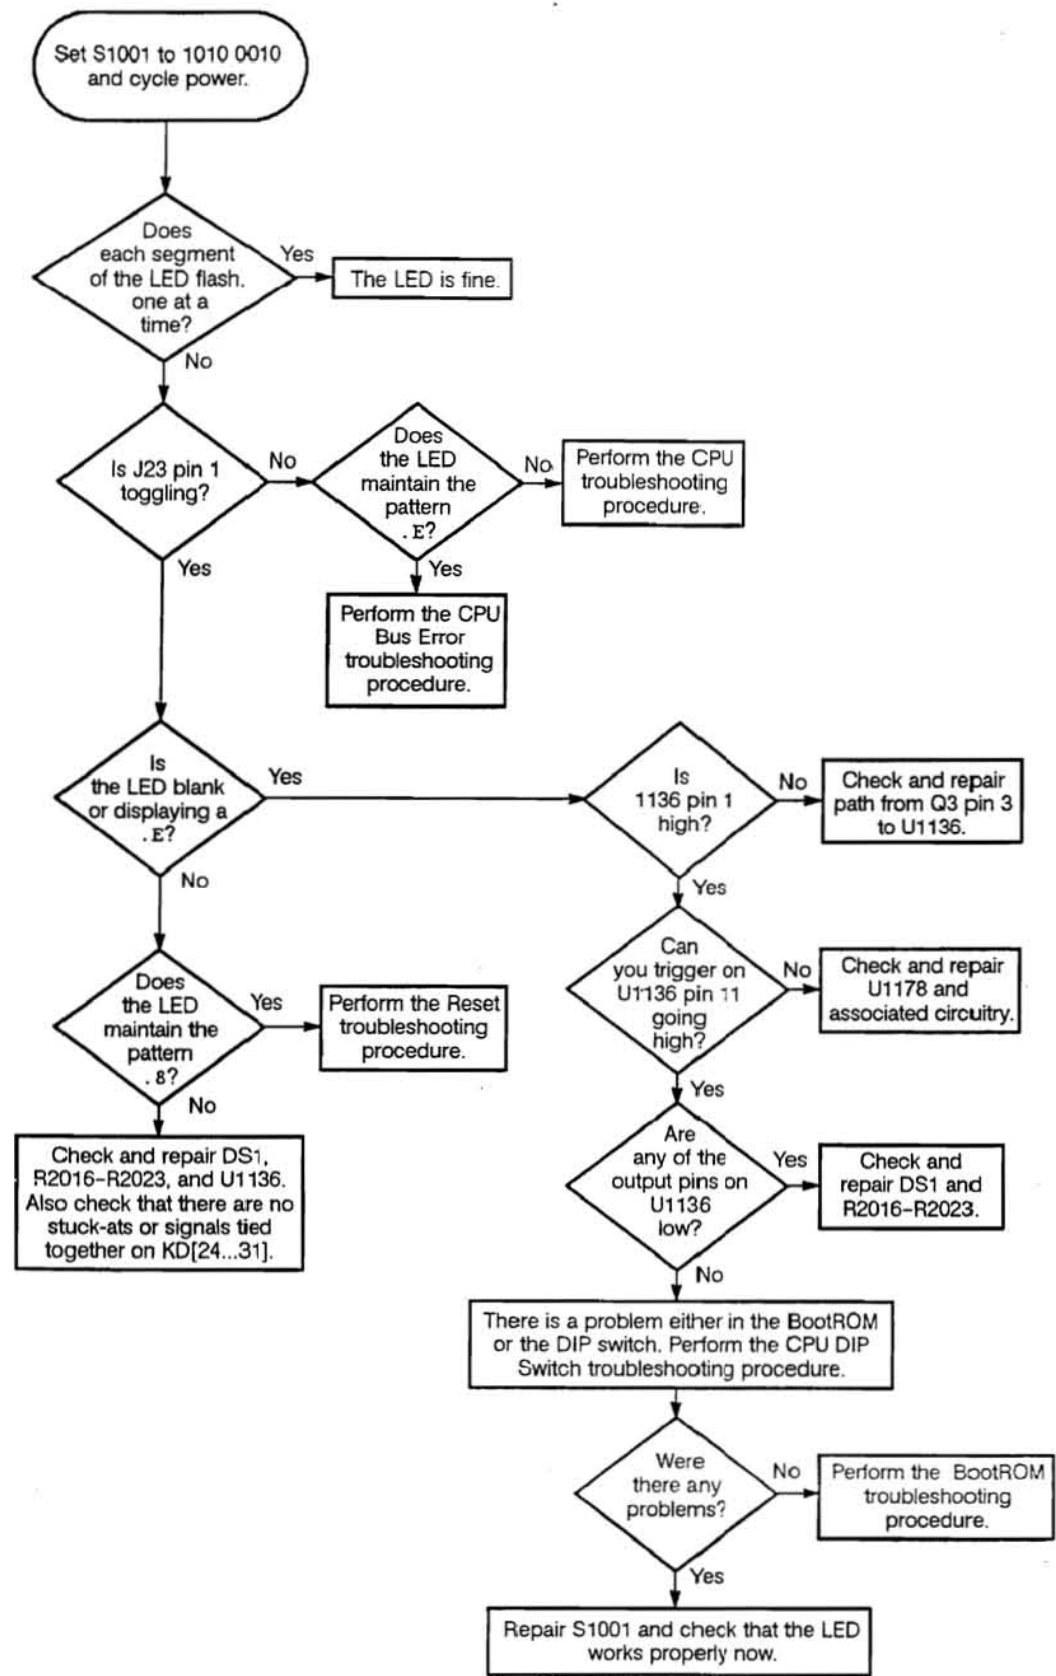 Set S1001 to 1010 0010
and cycle power.
Does
each segment
of the LED flash.
one at a
time?
Yes
The LED is fine.
No
Is J23 pin 1
toggling?
No
Does
the LED
maintain the
pattern
.E?
No
Perform the CPU
troubleshooting
procedure.
Yes
Yes
Perform the CPU
Bus Error
troubleshooting
procedure.
Is
the LED blank
or displaying a
.E?
Yes
Is
1136 pin 1
high?
No
Check and repair
path from Q3 pin 3
to U1136.
No
Yes
Does
the LED
maintain the
pattern
.8?
Yes
Perform the Reset
troubleshooting
procedure.
Can
you trigger on
U1136 pin 11
going
high?
No
Check and repair
U1178 and
associated circuitry.
No
Yes
Check and repair DS1,
R2016-R2023, and U1136.
Also check that there are no
stuck-ats or signals tied
together on KD[24...31].
Are
any of the
output pins on
U1136
low?
Yes
Check and
repair DS1 and
R2016-R2023.
No
There is a problem either in the BootROM
or the DIP switch. Perform the CPU DIP
Switch troubleshooting procedure.
Were
there any
problems?
No
Perform the BootROM
troubleshooting
procedure.
Yes
Repair S1001 and check that the LED
works properly now.